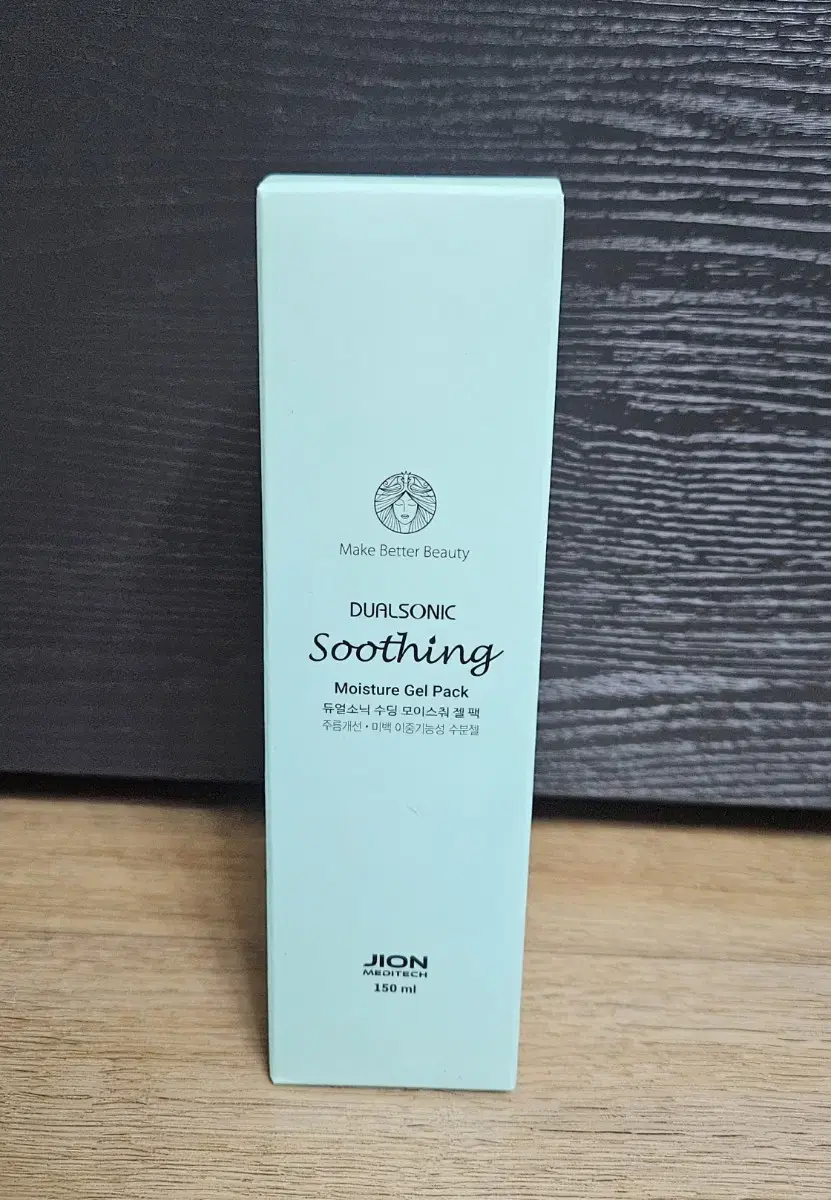 Make Better Beauty
DUALSONIC
Soothing
Moisture Gel Pack
듀얼소닉 수딩 모이스춰 젤 팩
주름개선 • 미백 이중기능성 수분젤
JION
MEDITECH
150 ml